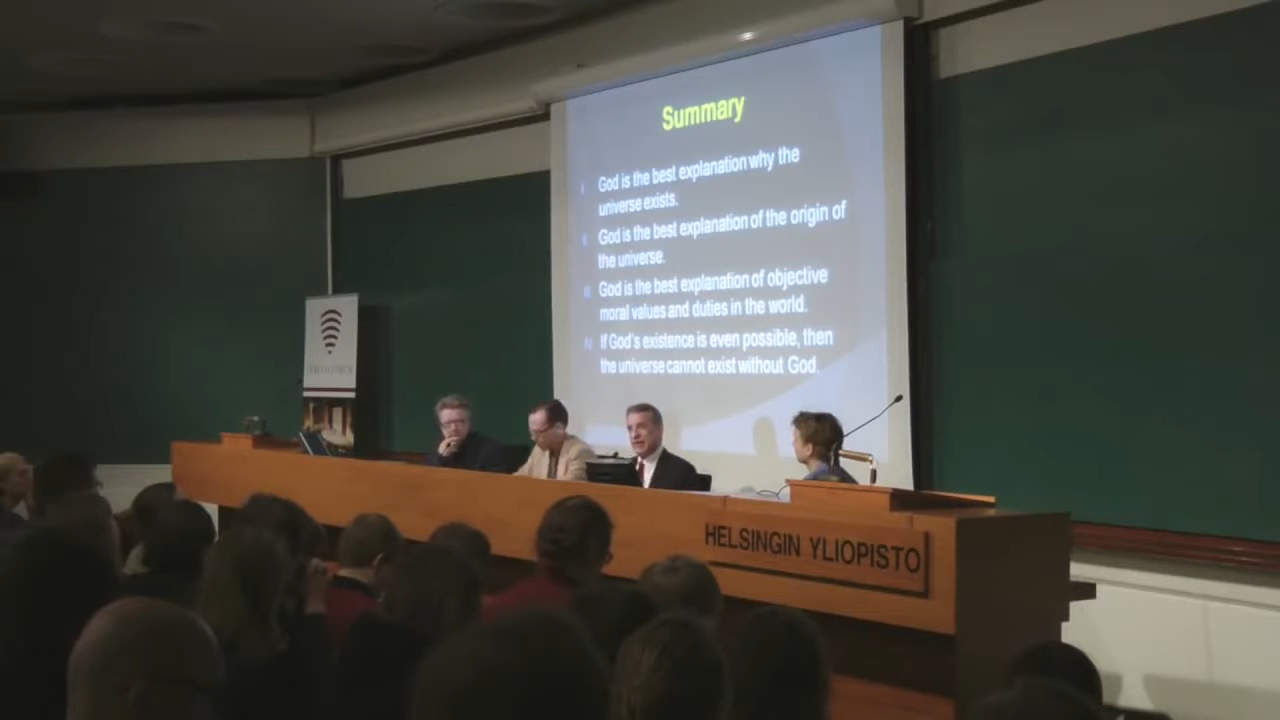 Summary
God is the best explanation why the
universe exists.
God is the best explanation of the origin of
the universe.
God is the best explanation of objective
moral values and duties in the world.
If God's existence is even possible, then
the universe cannot exist without God.
HELSINGIN YLIOPISTO